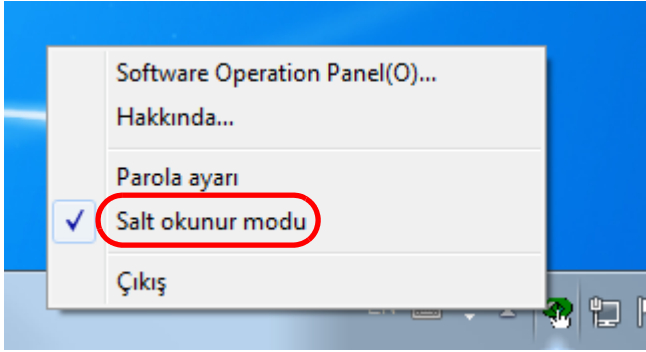 Software Operation Panel(O)...
Hakkında...
Parola ayarı
Salt okunur modu
Çıkış